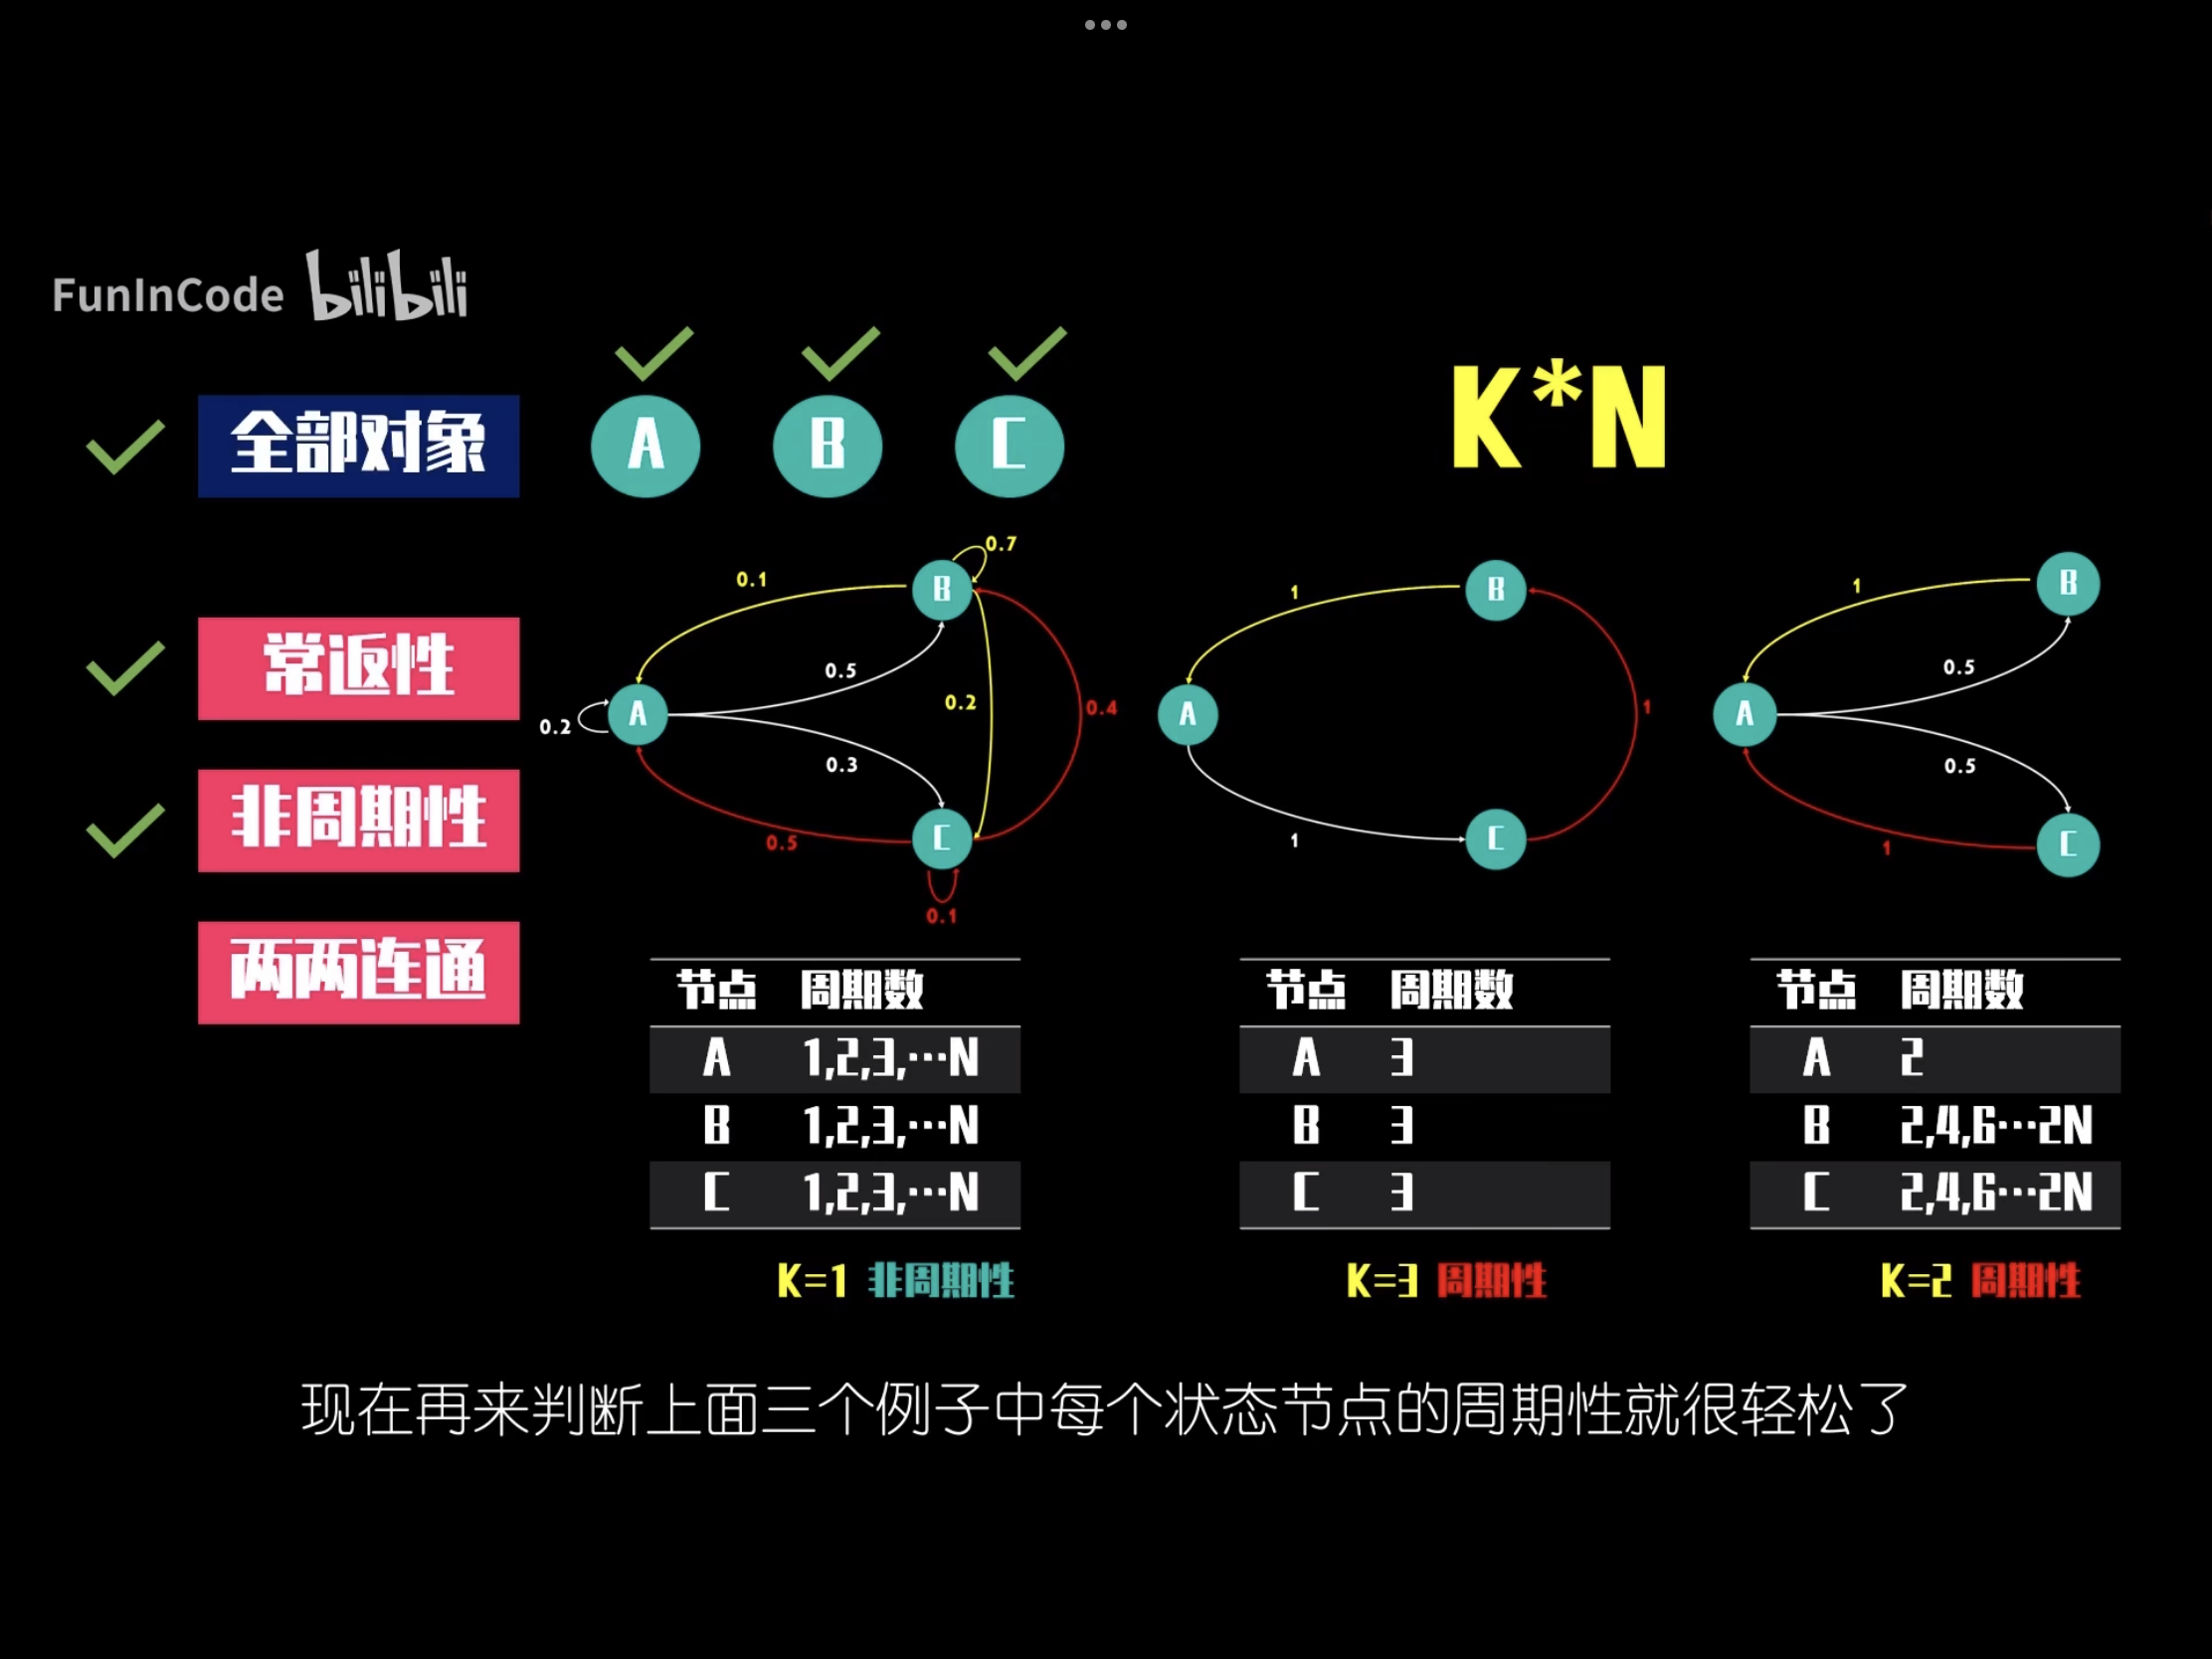 FunInCode bilibili
全部对象 A B C K*N
0.7
0.1 B 1 B 1 B
常返性 0.5 0.5
0.2 A 0.2 0.4 A 1 A
0.3 0.5
非周期性 0.5 C 1 C 1 C
0.1
两两连通
节点 周期数 节点 周期数 节点 周期数
A 1,2,3,…N A 3 A 2
B 1,2,3,…N B 3 B 2,4,6…2N
C 1,2,3,…N C 3 C 2,4,6…2N
K=1 非周期性 K=3 周期性 K=2 周期性
现在再来判断上面三个例子中每个状态节点的周期性就很轻松了